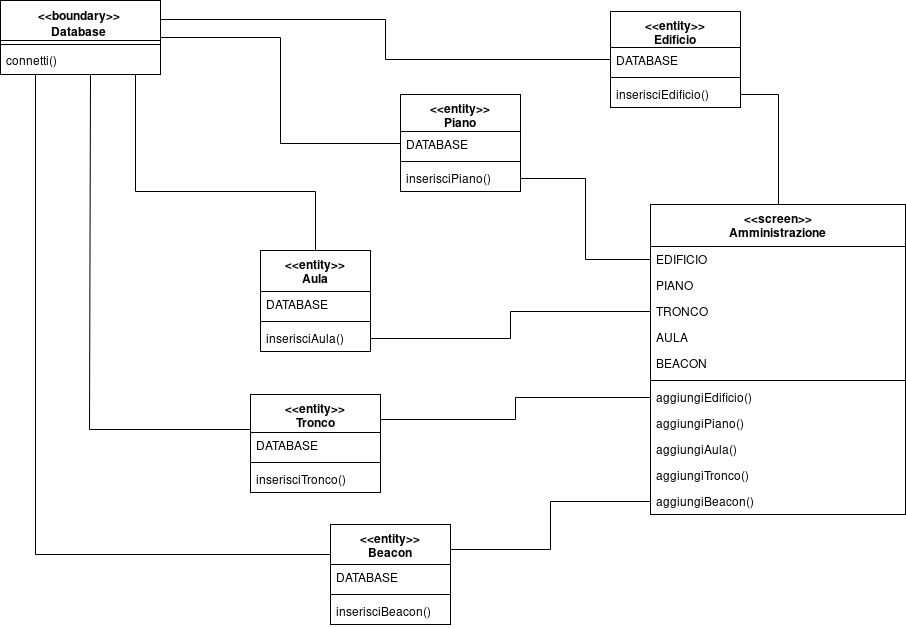 <<boundary>>
Database
connetti()
<<entity>>
Edificio
DATABASE
inserisciEdificio()
<<entity>>
Piano
DATABASE
inserisciPiano()
<<screen>>
Amministrazione
EDIFICIO
PIANO
TRONCO
AULA
BEACON
aggiungiEdificio()
aggiungiPiano()
aggiungiAula()
aggiungiTronco()
aggiungiBeacon()
<<entity>>
Aula
DATABASE
inserisciAula()
<<entity>>
Tronco
DATABASE
inserisciTronco()
<<entity>>
Beacon
DATABASE
inserisciBeacon()